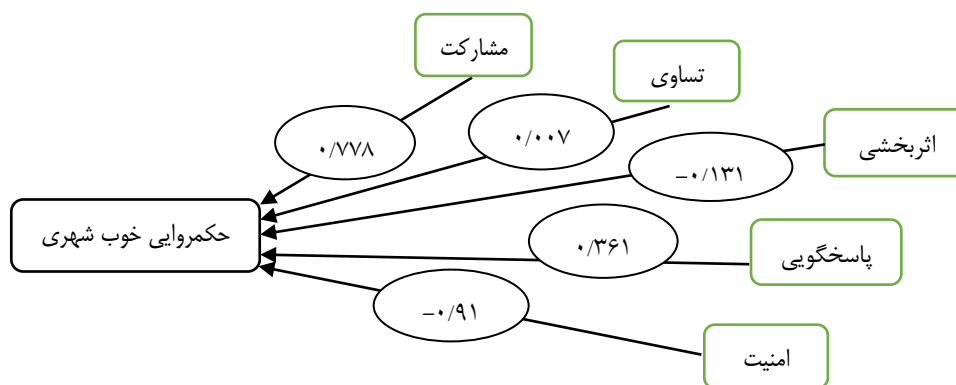 مشارکت
تساوی
اثربخشی
پاسخگویی
امنیت
حکمروایی خوب شهری
۰/۷۷۸
۰/۰۰۷
-۰/۱۳۱
۰/۳۶۱
-۰/۹۱